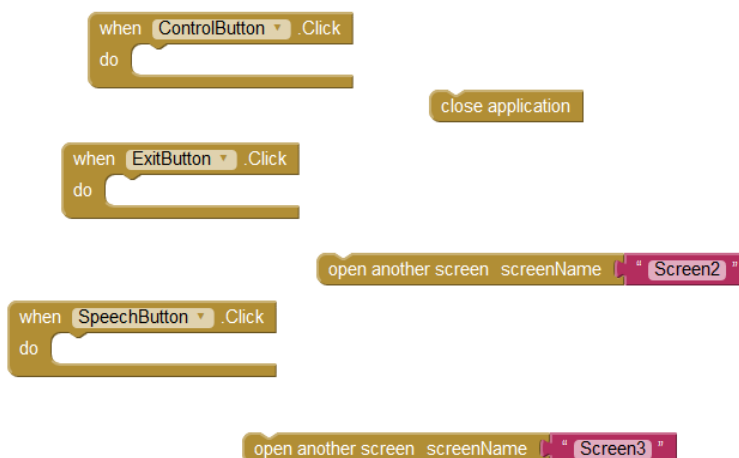 when ControlButton .Click
do
close application
when ExitButton .Click
do
open another screen screenName " Screen2 "
when SpeechButton .Click
do
open another screen screenName " Screen3 "